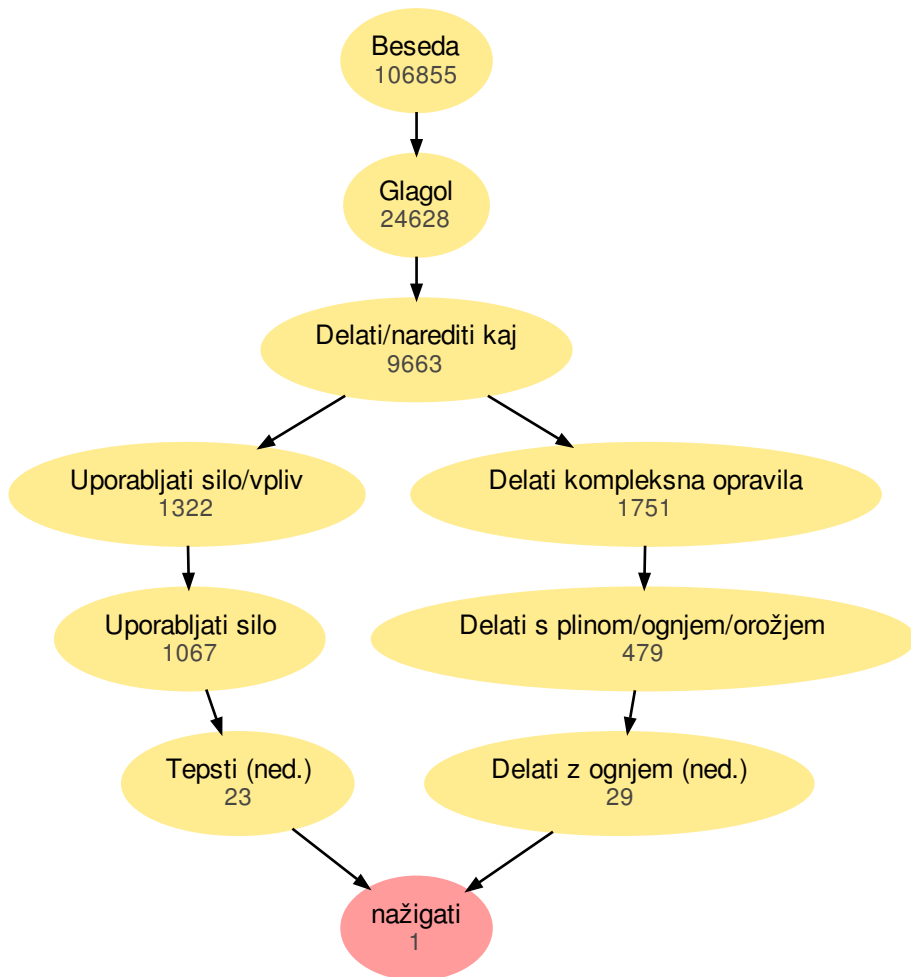 Beseda
106855
Glagol
24628
Delati/narediti kaj
9663
Uporabljati silo/vpliv
1322
Delati kompleksna opravila
1751
Uporabljati silo
1067
Delati s plinom/ognjem/orožjem
479
Tepsti (ned.)
23
Delati z ognjem (ned.)
29
nažigati
1